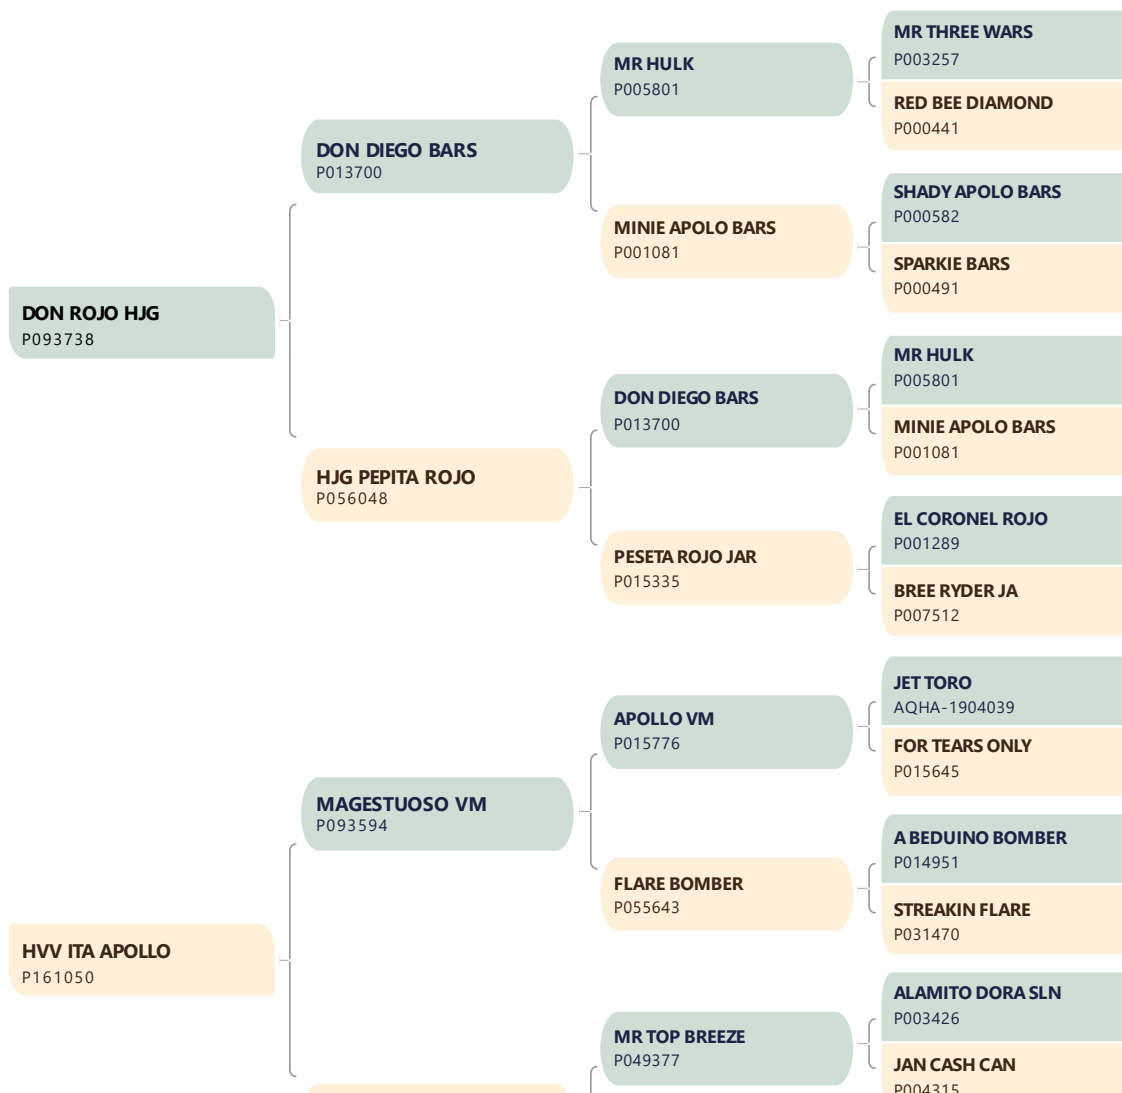 DON ROJO HJG
P093738
DON DIEGO BARS
P013700
HJG PEPITA ROJO
P056048
MR HULK
P005801
MINIE APOLO BARS
P001081
DON DIEGO BARS
P013700
PESETA ROJO JAR
P015335
MR THREE WARS
P003257
RED BEE DIAMOND
P000441
SHADY APOLO BARS
P000582
SPARKIE BARS
P000491
MR HULK
P005801
MINIE APOLO BARS
P001081
EL CORONEL ROJO
P001289
BREE RYDER JA
P007512
HVV ITA APOLLO
P161050
MAGESTUOSO VM
P093594
APOLLO VM
P015776
FLARE BOMBER
P055643
MR TOP BREEZE
P049377
JET TORO
AQHA-1904039
FOR TEARS ONLY
P015645
A BEDUINO BOMBER
P014951
STREAKIN FLARE
P031470
ALAMITO DORA SLN
P003426
JAN CASH CAN
P004315